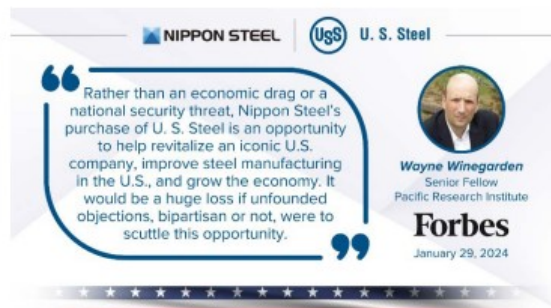 NIPPON STEEL
USS
U. S. Steel
“
Rather than an economic drag or a
national security threat, Nippon Steel's
purchase of U. S. Steel is an opportunity
to help revitalize an iconic U.S.
company, improve steel manufacturing
in the U.S., and grow the economy. It
would be a huge loss if unfounded
objections, bipartisan or not, were to
scuttle this opportunity.
”
Wayne Winegarden
Senior Fellow
Pacific Research Institute
Forbes
January 29, 2024